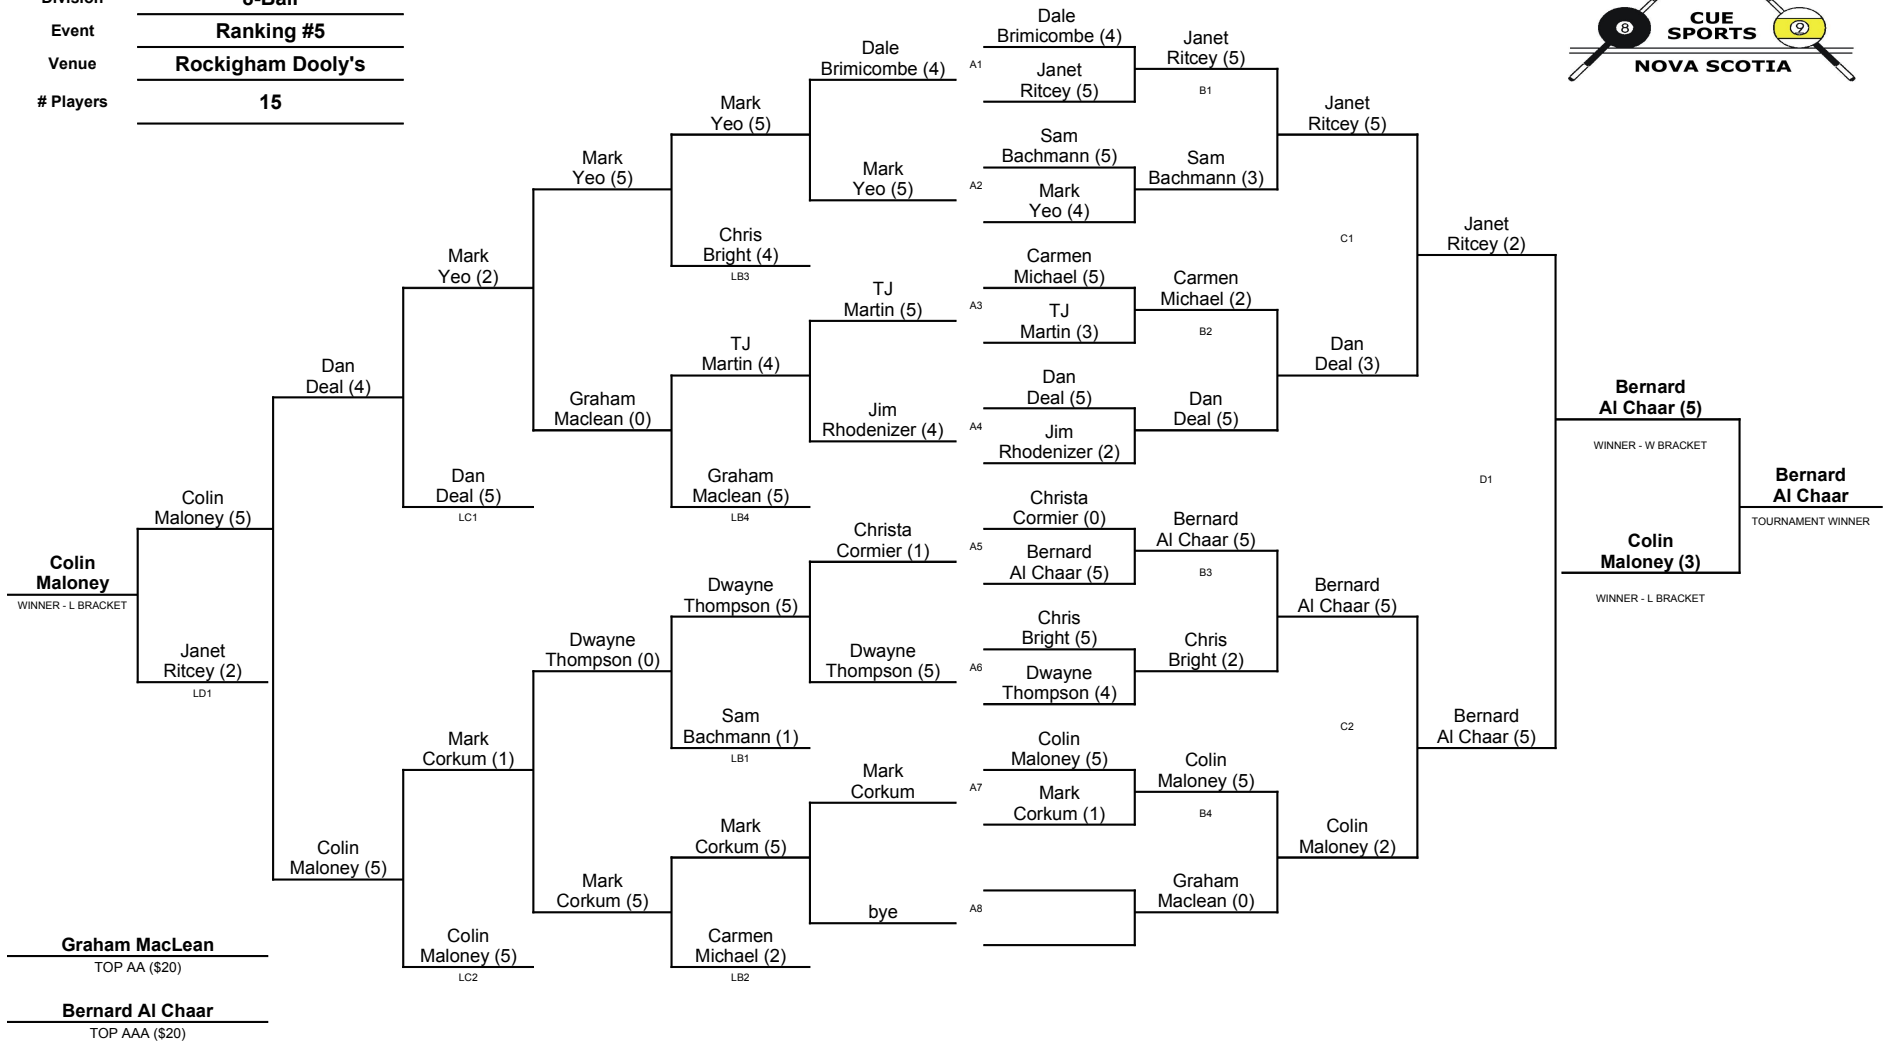 Division
8-Ball
Event
Ranking #5
Venue
Rockigham Dooly's
# Players
15
8
CUE
SPORTS
9
NOVA SCOTIA
Colin
Maloney
WINNER - L BRACKET
Colin
Maloney (5)
Janet
Ritcey (2)
LD1
Dan
Deal (4)
Colin
Maloney (5)
Mark
Yeo (2)
Dan
Deal (5)
LC1
Mark
Corkum (1)
Colin
Maloney (5)
LC2
Mark
Yeo (5)
Graham
Maclean (0)
Dwayne
Thompson (0)
Mark
Corkum (5)
Mark
Yeo (5)
Chris
Bright (4)
LB3
TJ
Martin (4)
Graham
Maclean (5)
LB4
Dwayne
Thompson (5)
Sam
Bachmann (1)
LB1
Mark
Corkum (5)
Carmen
Michael (2)
LB2
Dale
Brimicombe (4)
Mark
Yeo (5)
TJ
Martin (5)
Jim
Rhodenizer (4)
Christa
Cormier (1)
Dwayne
Thompson (5)
Mark
Corkum
bye
A1
A2
A3
A4
A5
A6
A7
A8
Dale
Brimicombe (4)
Janet
Ritcey (5)
Sam
Bachmann (5)
Mark
Yeo (4)
Carmen
Michael (5)
TJ
Martin (3)
Dan
Deal (5)
Jim
Rhodenizer (2)
Christa
Cormier (0)
Bernard
Al Chaar (5)
Chris
Bright (5)
Dwayne
Thompson (4)
Colin
Maloney (5)
Mark
Corkum (1)
Janet
Ritcey (5)
B1
Sam
Bachmann (3)
Carmen
Michael (2)
B2
Dan
Deal (5)
Bernard
Al Chaar (5)
B3
Chris
Bright (2)
Colin
Maloney (5)
B4
Graham
Maclean (0)
Janet
Ritcey (5)
C1
Dan
Deal (3)
Bernard
Al Chaar (5)
C2
Colin
Maloney (2)
Janet
Ritcey (2)
D1
Bernard
Al Chaar (5)
Bernard
Al Chaar (5)
WINNER - W BRACKET
Colin
Maloney (3)
WINNER - L BRACKET
Bernard
Al Chaar
TOURNAMENT WINNER
Graham MacLean
TOP AA ($20)
Bernard Al Chaar
TOP AAA ($20)